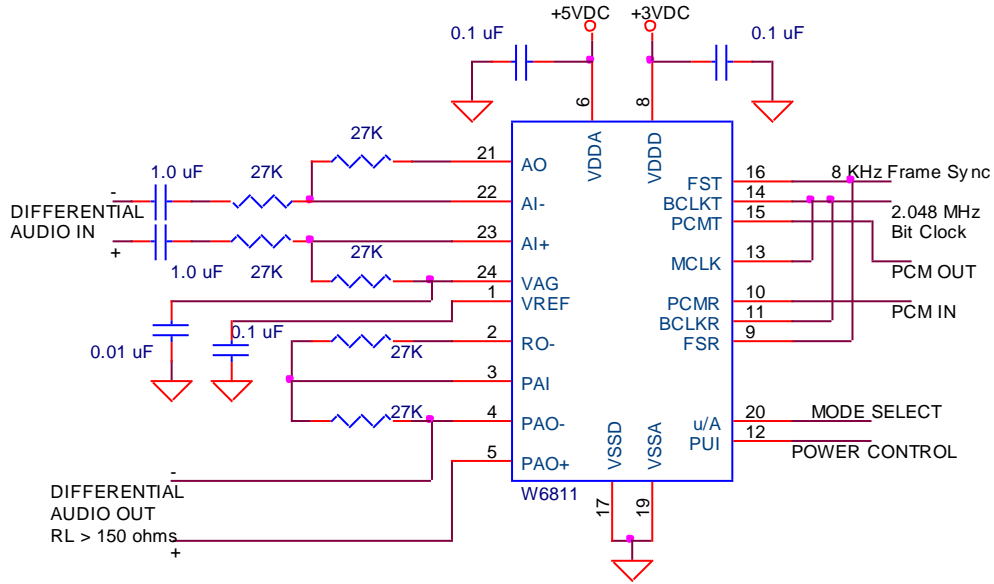 +5VDC
+3VDC
0.1 uF
0.1 uF
6
8
27K
21
AO
VDDA
VDDD
1.0 uF
27K
22
AI-
-
DIFFERENTIAL
AUDIO IN
+
23
AI+
1.0 uF
27K
27K
24
VAG
1
VREF
0.01 uF
0.1 uF
2
RO-
27K
3
PAI
27K
4
PAO-
5
PAO+
-
DIFFERENTIAL
AUDIO OUT
RL > 150 ohms
+
FST
16
8 KHz Frame Sync
BCLKT
14
PCMT
15
2.048 MHz
Bit Clock
MCLK
13
PCM OUT
PCMR
10
PCM IN
BCLKR
11
FSR
9
u/A
20
MODE SELECT
PUI
12
POWER CONTROL
VSSD
VSSA
W6811
17
19